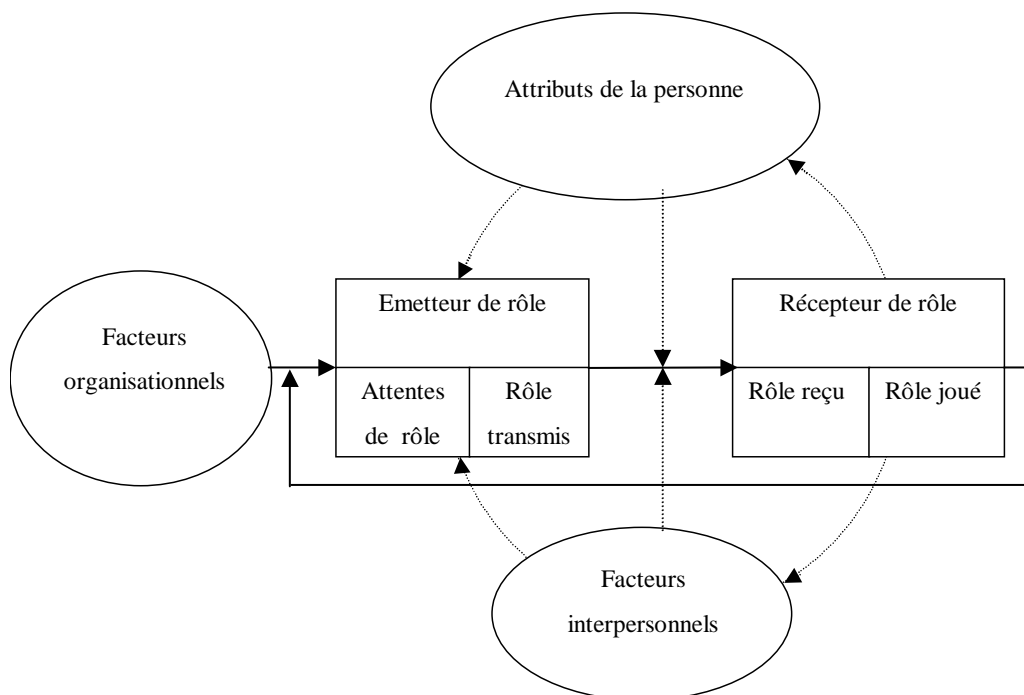 Attributs de la personne
Emetteur de rôle
Récepteur de rôle
Facteurs
organisationnels
Attentes
de rôle
Rôle
transmis
Rôle reçu
Rôle joué
Facteurs
interpersonnels